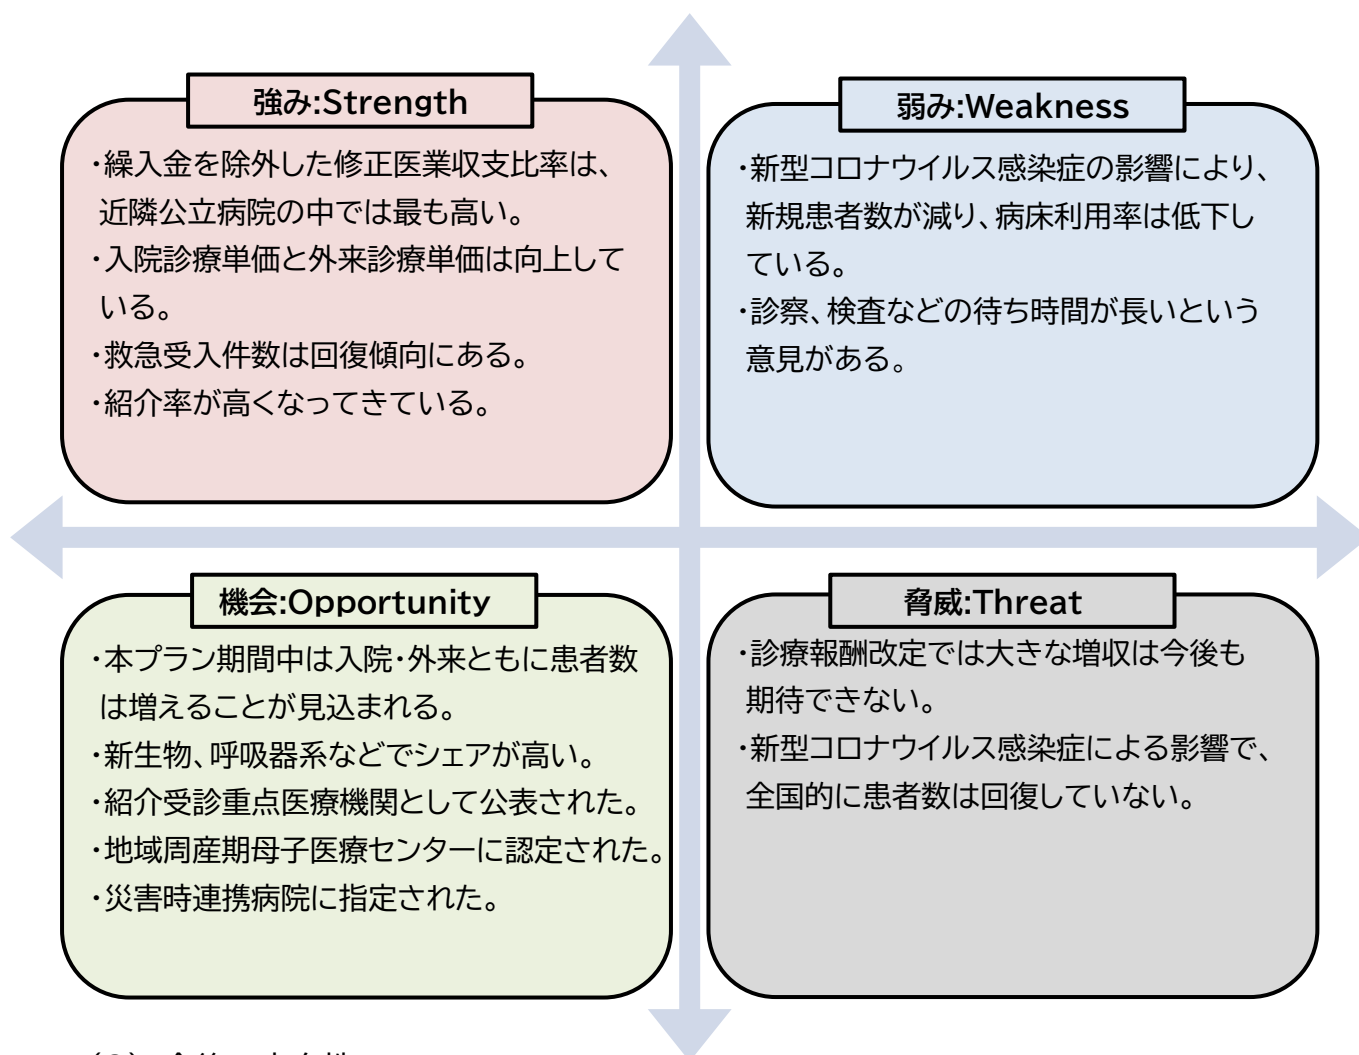 強み:Strength
・繰入金を除外した修正医業収支比率は、
近隣公立病院の中では最も高い。
・入院診療単価と外来診療単価は向上して
いる。
・救急受入件数は回復傾向にある。
・紹介率が高くなってきている。
弱み:Weakness
・新型コロナウイルス感染症の影響により、
新規患者数が減り、病床利用率は低下し
ている。
・診察、検査などの待ち時間が長いという
意見がある。
機会:Opportunity
・本プラン期間中は入院・外来ともに患者数
は増えることが見込まれる。
・新生物、呼吸器系などでシェアが高い。
・紹介受診重点医療機関として公表された。
・地域周産期母子医療センターに認定された。
・災害時連携病院に指定された。
脅威:Threat
・診療報酬改定では大きな増収は今後も
期待できない。
・新型コロナウイルス感染症による影響で、
全国的に患者数は回復していない。